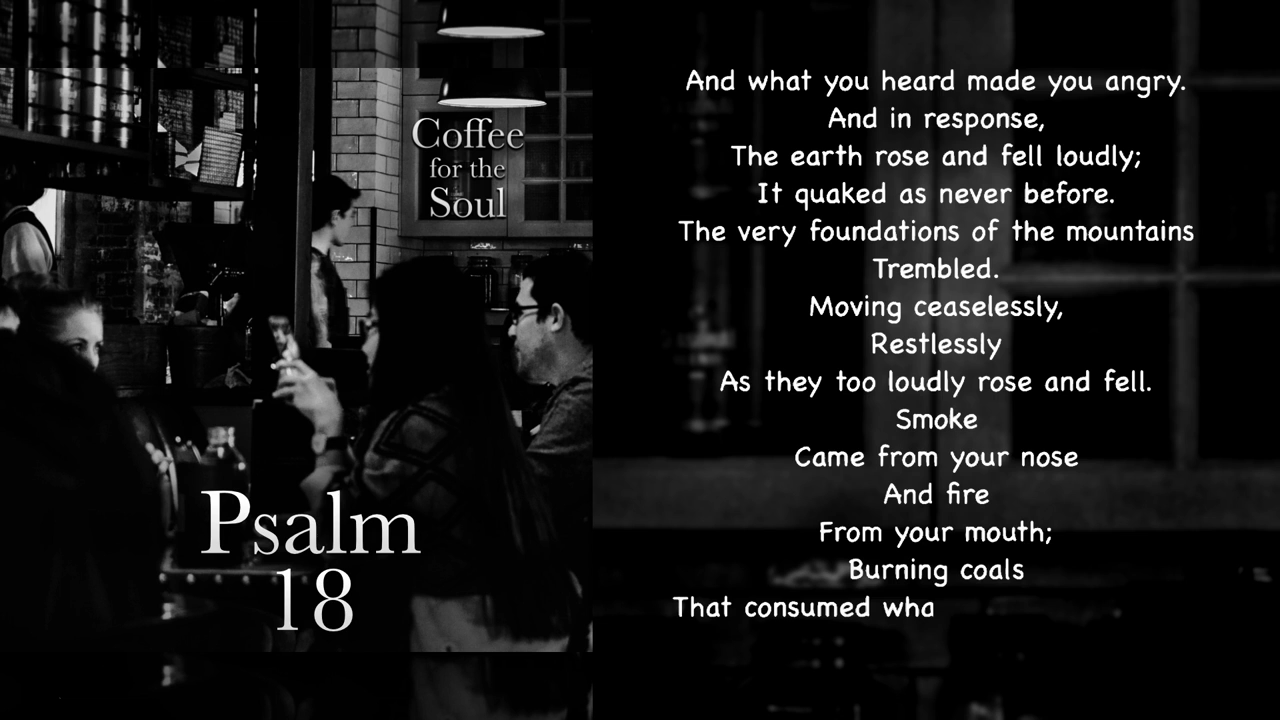 Coffee
for the
Soul
Psalm
18
And what you heard made you angry.
And in response,
The earth rose and fell loudly;
It quaked as never before.
The very foundations of the mountains
Trembled.
Moving ceaselessly,
Restlessly
As they too loudly rose and fell.
Smoke
Came from your nose
And fire
From your mouth;
Burning coals
That consumed wha